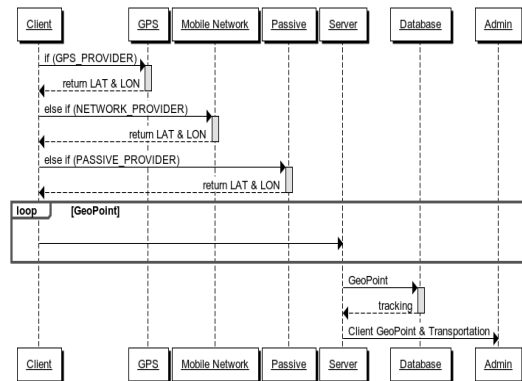 Client GPS Mobile Network Passive Server Database Admin
if (GPS_PROVIDER)
return LAT & LON
else if (NETWORK_PROVIDER)
return LAT & LON
else if (PASSIVE_PROVIDER)
return LAT & LON
loop [GeoPoint]
GeoPoint
tracking
Client GeoPoint & Transportation
Client GPS Mobile Network Passive Server Database Admin